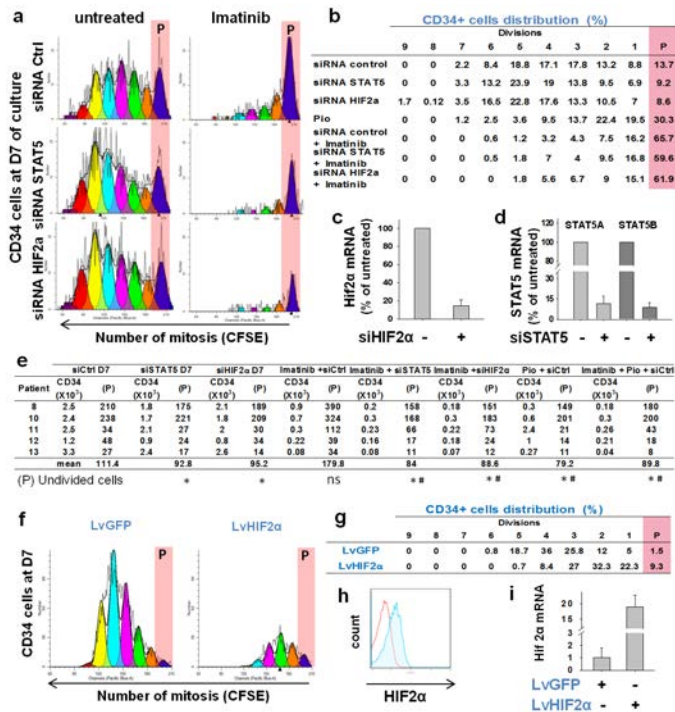 a
untreated
Imatinib
P
P
CD34 cells at D7 of culture
siRNA Ctrl
siRNA STAT5
siRNA HIF2a
Number of mitosis (CFSE)
b
CD34+ cells distribution (%)
Divisions
9 8 7 6 5 4 3 2 1 P
siRNA control 0 0 2.2 8.4 18.8 17.1 17.8 13.2 8.8 13.7
siRNA STAT5 0 0 3.3 13.2 23.9 19 13.8 9.5 6.9 9.2
siRNA HIF2a 1.7 0.12 3.5 16.5 22.8 17.6 13.3 10.5 7 8.6
Pio 0 0 1.2 2.5 3.6 9.5 13.7 22.4 19.5 30.3
siRNA control + Imatinib 0 0 0.6 1.2 3.2 4.3 7.5 16.2 65.7
siRNA STAT5 + Imatinib 0 0 0.5 1.8 7 4 9.5 16.8 59.6
siRNA HIF2a + Imatinib 0 0 1.8 5.6 6.7 9 15.1 61.9
c
Hif2α mRNA
(% of untreated)
100
80
40
20
0
siHIF2α - +
d
STAT5 mRNA
(% of untreated)
STAT5A STAT5B
100
20
0
siSTAT5 - + - +
e
siCtrl D7 siSTAT5 D7 siHIF2α D7 Imatinib +siCtrl Imatinib + siSTAT5 Imatinib + siHIF2α Pio + siCtrl Imatinib + Pio + siCtrl
Patient CD34 (X10³) (P) CD34 (X10³) (P) CD34 (X10³) (P) CD34 (X10³) (P) CD34 (X10³) (P) CD34 (X10³) (P) CD34 (X10³) (P) CD34 (X10³) (P)
8 2.5 210 1.8 175 2.1 189 0.9 390 0.2 158 0.18 151 0.3 149 0.18 180
10 2.4 238 1.7 221 1.8 209 0.7 324 0.3 168 0.3 183 0.6 201 0.3 200
11 2.5 34 2.1 27 2 30 0.3 112 0.23 66 0.22 73 2.4 21 0.26 43
12 1.2 48 0.9 24 0.8 34 0.22 39 0.16 17 0.18 24 1 14 0.21 18
13 3.3 27 2.4 17 2.6 14 0.08 34 0.08 11 0.07 12 0.27 11 0.04 8
mean 111.4 92.8 95.2 179.8 84 88.6 79.2 89.8
(P) Undivided cells * * ns * # * # * # * #
f
LvGFP
LvHIF2α
P
P
CD34 cells at D7
Number of mitosis (CFSE)
g
CD34+ cells distribution (%)
Divisions
9 8 7 6 5 4 3 2 1 P
LvGFP 0 0 0 0.8 18.7 36 25.8 12 5 1.5
LvHIF2α 0 0 0 0 0.7 8.4 27 32.3 22.3 9.3
h
count
HIF2α
i
Hif 2α mRNA
20
16
2
1
0
LvGFP + -
LvHIF2α - +